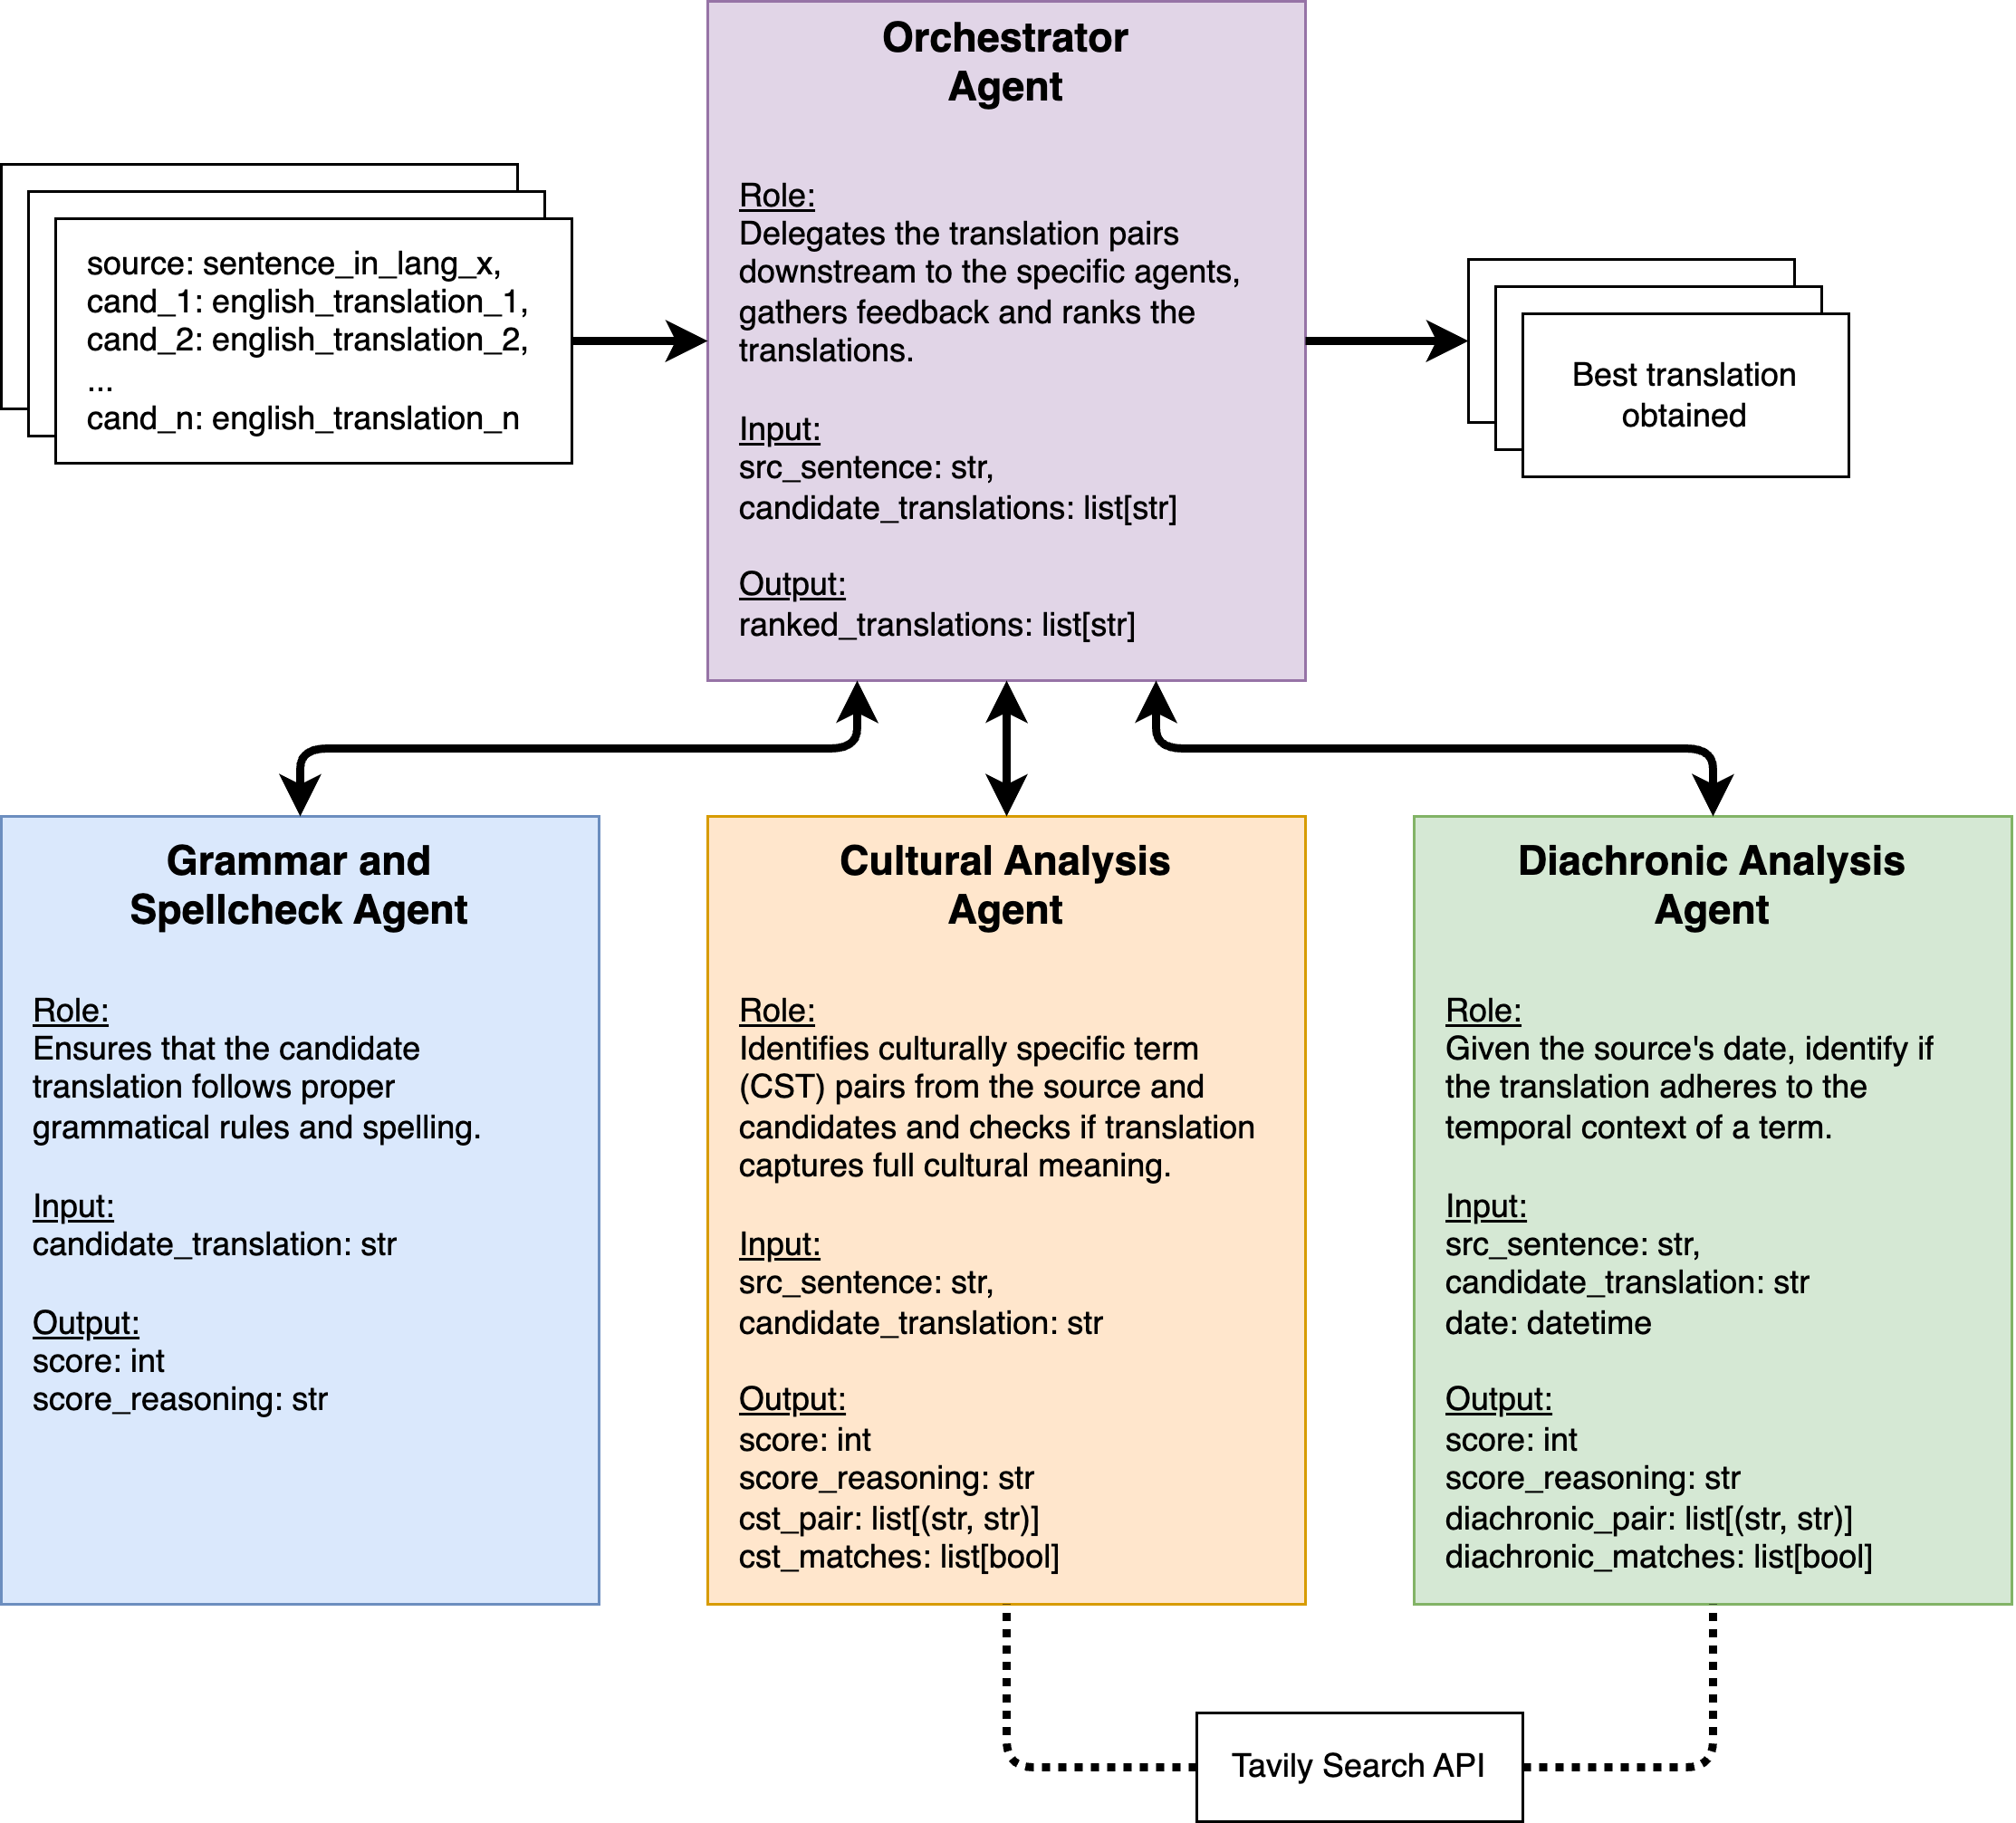 Orchestrator
Agent
Role:
Delegates the translation pairs
downstream to the specific agents,
gathers feedback and ranks the
translations.
Input:
src_sentence: str,
candidate_translations: list[str]
Output:
ranked_translations: list[str]
source: sentence_in_lang_x,
cand_1: english_translation_1,
cand_2: english_translation_2,
...
cand_n: english_translation_n
Best translation
obtained
Grammar and
Spellcheck Agent
Role:
Ensures that the candidate
translation follows proper
grammatical rules and spelling.
Input:
candidate_translation: str
Output:
score: int
score_reasoning: str
Cultural Analysis
Agent
Role:
Identifies culturally specific term
(CST) pairs from the source and
candidates and checks if translation
captures full cultural meaning.
Input:
src_sentence: str,
candidate_translation: str
Output:
score: int
score_reasoning: str
cst_pair: list[(str, str)]
cst_matches: list[bool]
Diachronic Analysis
Agent
Role:
Given the source's date, identify if
the translation adheres to the
temporal context of a term.
Input:
src_sentence: str,
candidate_translation: str
date: datetime
Output:
score: int
score_reasoning: str
diachronic_pair: list[(str, str)]
diachronic_matches: list[bool]
Tavily Search API